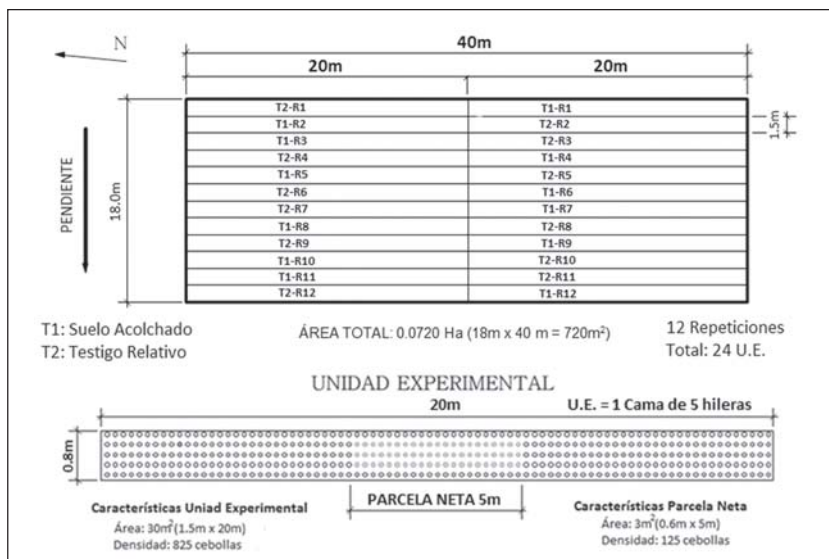 N
40m
20m 20m
T2-R1 T1-R1
T1-R2 T2-R2
T1-R3 T2-R3
T2-R4 T1-R4
T1-R5 T2-R5
T2-R6 T1-R6
T2-R7 T1-R7
T1-R8 T2-R8
T2-R9 T1-R9
T1-R10 T2-R10
T1-R11 T2-R11
T2-R12 T1-R12
1.5m
PENDIENTE
18.0m
T1: Suelo Acolchado
T2: Testigo Relativo
ÁREA TOTAL: 0.0720 Ha (18m x 40 m = 720m²)
12 Repeticiones
Total: 24 U.E.
UNIDAD EXPERIMENTAL
20m
U.E. = 1 Cama de 5 hileras
0.8m
PARCELA NETA 5m
Características Uniad Experimental
Área: 30m²(1.5m x 20m)
Densidad: 825 cebollas
Características Parcela Neta
Área: 3m²(0.6m x 5m)
Densidad: 125 cebollas